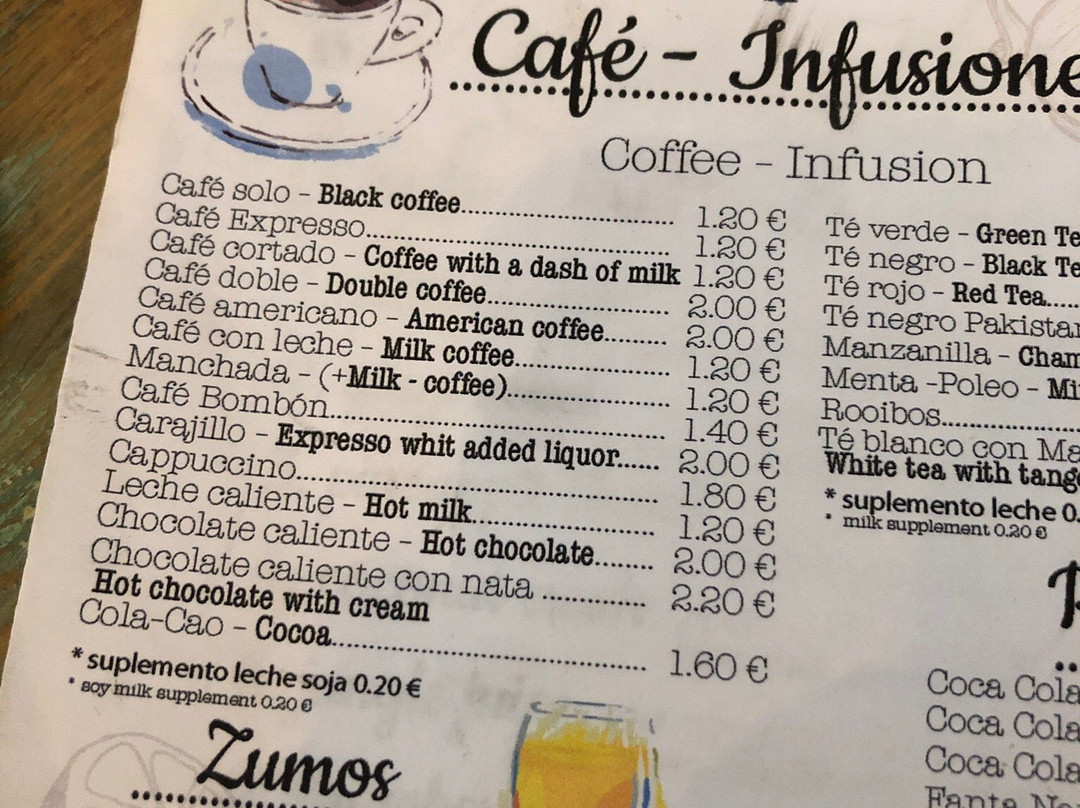 Café - Infusione
Coffee - Infusion
Café solo - Black coffee.......... 1.20 €
Café Expresso.......... 1.20 €
Café cortado - Coffee with a dash of milk 1.20 €
Café doble - Double coffee.......... 2.00 €
Café americano - American coffee.......... 2.00 €
Café con leche - Milk coffee.......... 1.20 €
Manchada - (+Milk - coffee).......... 1.20 €
Café Bombón.......... 1.40 €
Carajillo - Expresso whit added liquor...... 2.00 €
Cappuccino.......... 1.80 €
Leche caliente - Hot milk.......... 1.20 €
Chocolate caliente - Hot chocolate........ 2.00 €
Chocolate caliente con nata .......... 2.20 €
Hot chocolate with cream
Cola-Cao - Cocoa.......... 1.60 €
* suplemento leche soja 0.20 €
* soy milk supplement 0.20 €
Zumos
Té verde - Green Te
Té negro - Black Te
Té rojo - Red Tea.....
Té negro Pakistan
Manzanilla - Cham
Menta -Poleo - Mi
Rooibos..........
Té blanco con Ma
White tea with tang
* suplemento leche 0.
* milk supplement 0.20 €
Coca Cola
Coca Cola
Coca Cola
Fanta Na